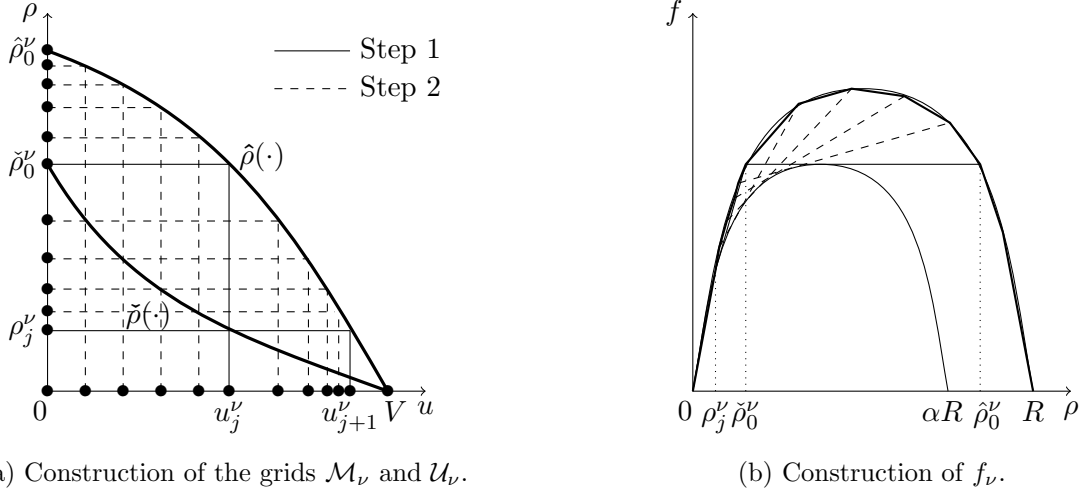 ρ
f
ρ̂₀^ν
Step 1
Step 2
ρ̌₀^ν
ρ̂(·)
ρ̌(·)
ρ_j^ν
0
u_j^ν
u_{j+1}^ν
V
u
0
ρ_j^ν
ρ̌₀^ν
αR
ρ̂₀^ν
R
ρ
a) Construction of the grids ℳ_ν and 𝒰_ν.
(b) Construction of f_ν.